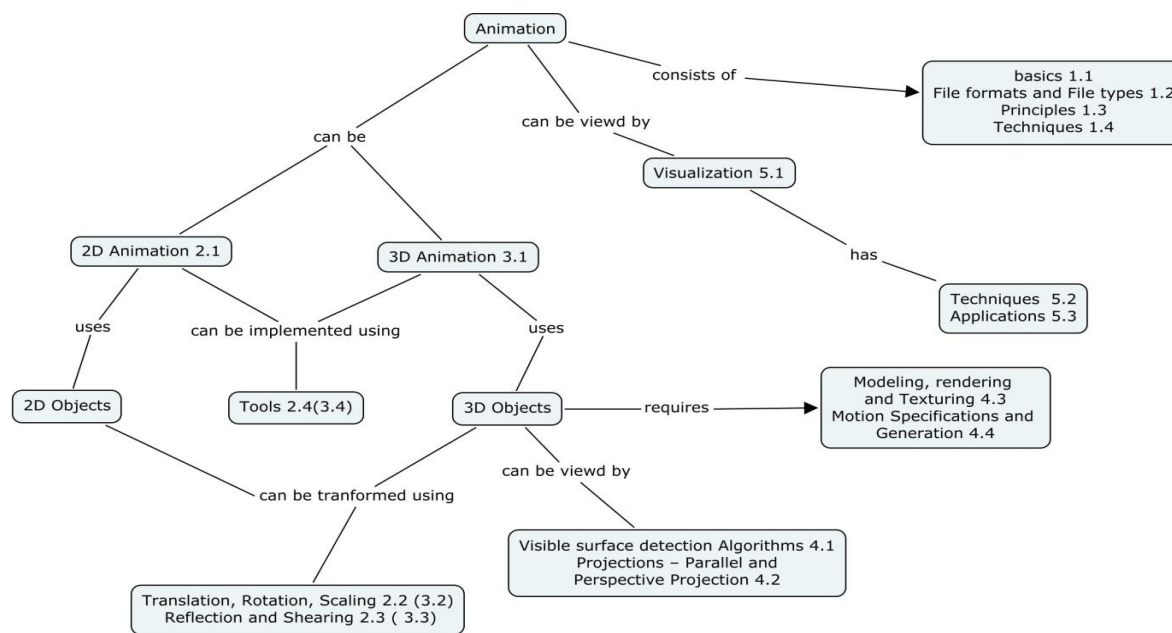 Animation
consists of
basics 1.1
File formats and File types 1.2
Principles 1.3
Techniques 1.4
can be
can be viewd by
Visualization 5.1
2D Animation 2.1
3D Animation 3.1
has
Techniques 5.2
Applications 5.3
uses
can be implemented using
uses
2D Objects
Tools 2.4(3.4)
3D Objects
requires
Modeling, rendering
and Texturing 4.3
Motion Specifications and
Generation 4.4
can be tranformed using
can be viewd by
Visible surface detection Algorithms 4.1
Projections – Parallel and
Perspective Projection 4.2
Translation, Rotation, Scaling 2.2 (3.2)
Reflection and Shearing 2.3 ( 3.3)